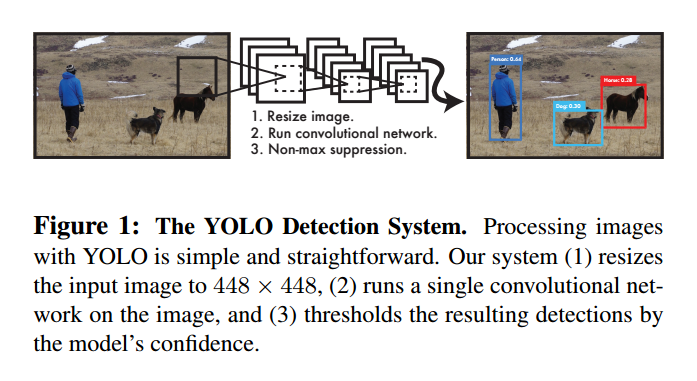 Person: 0.64
Horse: 0.28
Dog: 0.30
1. Resize image.
2. Run convolutional network.
3. Non-max suppression.
Figure 1: The YOLO Detection System. Processing images
with YOLO is simple and straightforward. Our system (1) resizes
the input image to 448 × 448, (2) runs a single convolutional net-
work on the image, and (3) thresholds the resulting detections by
the model's confidence.